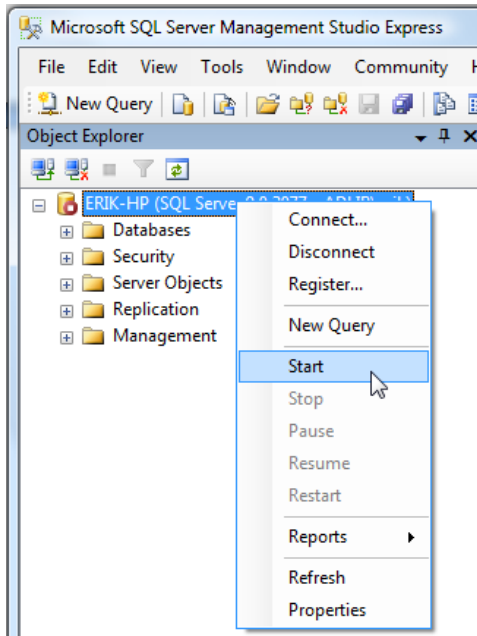 Microsoft SQL Server Management Studio Express
File Edit View Tools Window Community
New Query
Object Explorer
ERIK-HP (SQL Server
Databases
Security
Server Objects
Replication
Management
Connect...
Disconnect
Register...
New Query
Start
Stop
Pause
Resume
Restart
Reports
Refresh
Properties